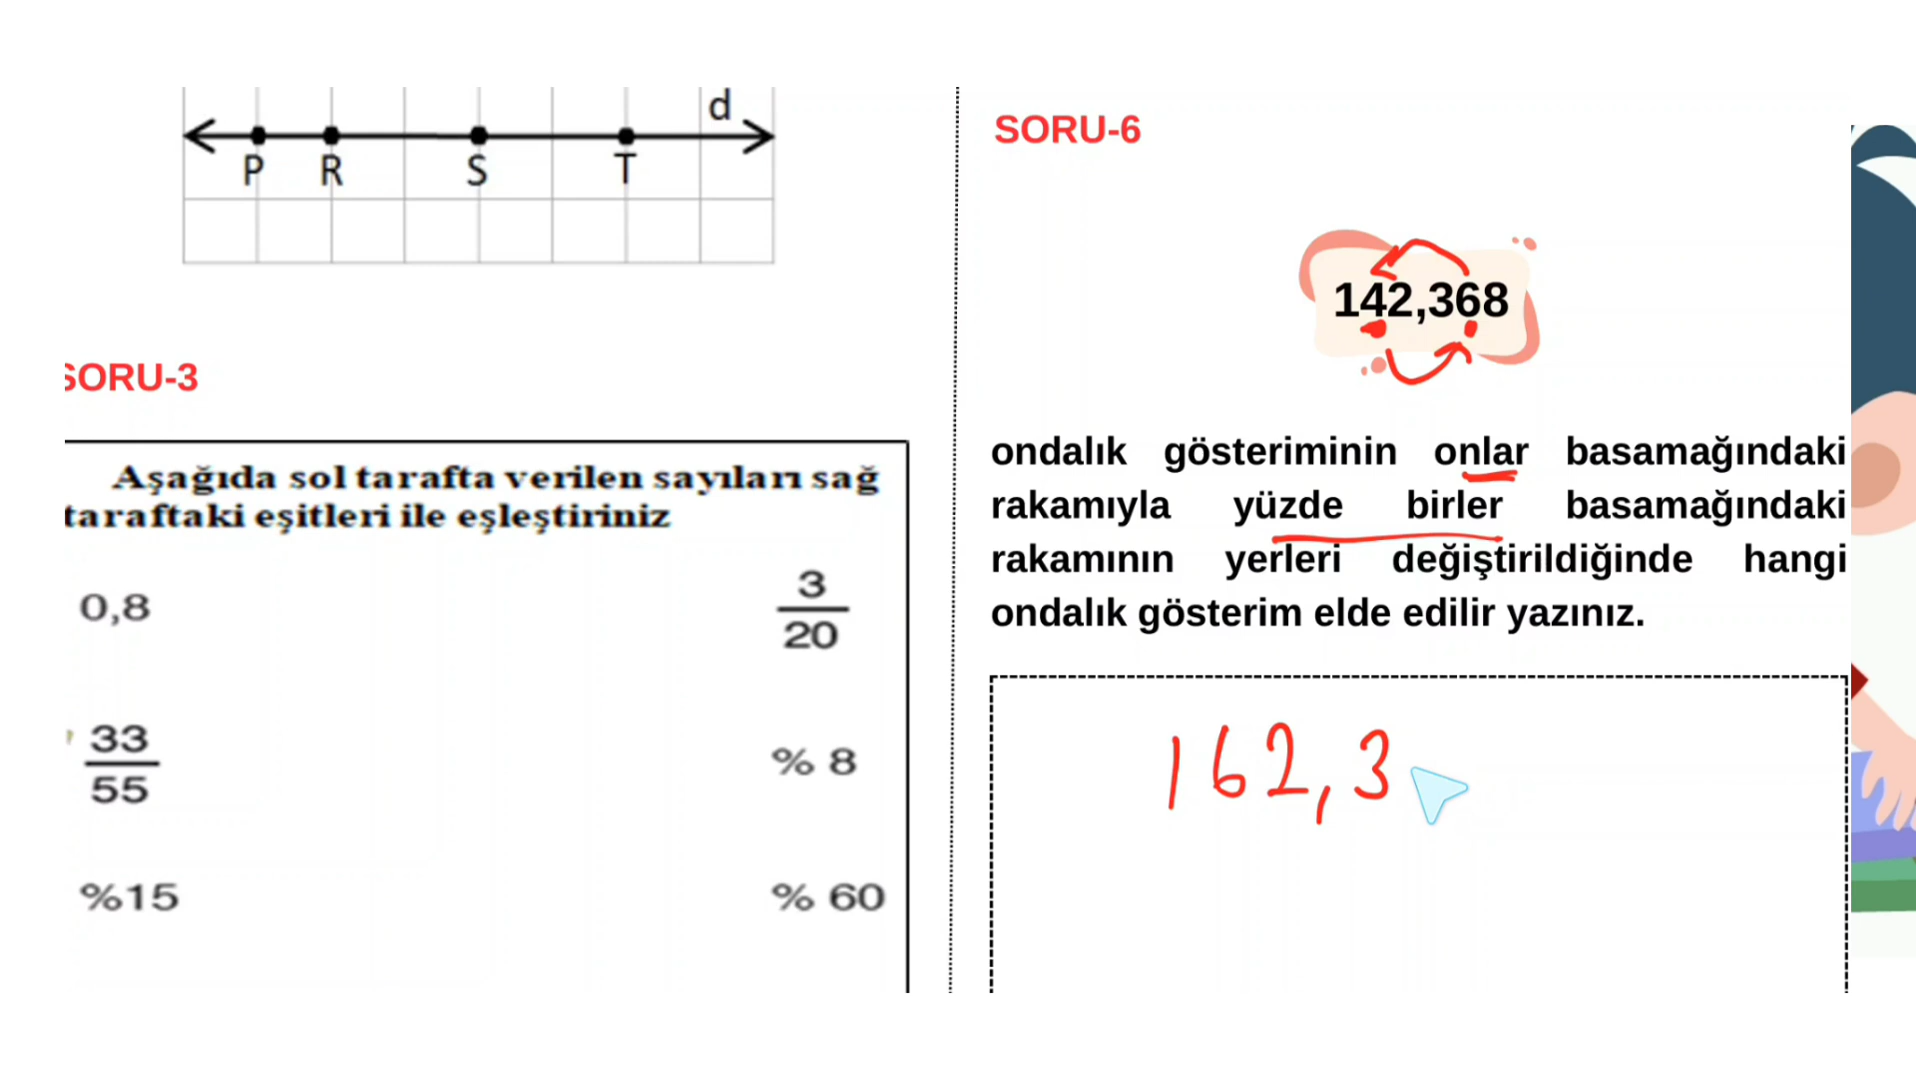 d
P R S T
SORU-3
Aşağıda sol tarafta verilen sayıları sağ
taraftaki eşitleri ile eşleştiriniz
0,8
3
20
33
55
% 8
%15
% 60
SORU-6
142,368
ondalık gösteriminin onlar basamağındaki
rakamıyla yüzde birler basamağındaki
rakamının yerleri değiştirildiğinde hangi
ondalık gösterim elde edilir yazınız.
162,3